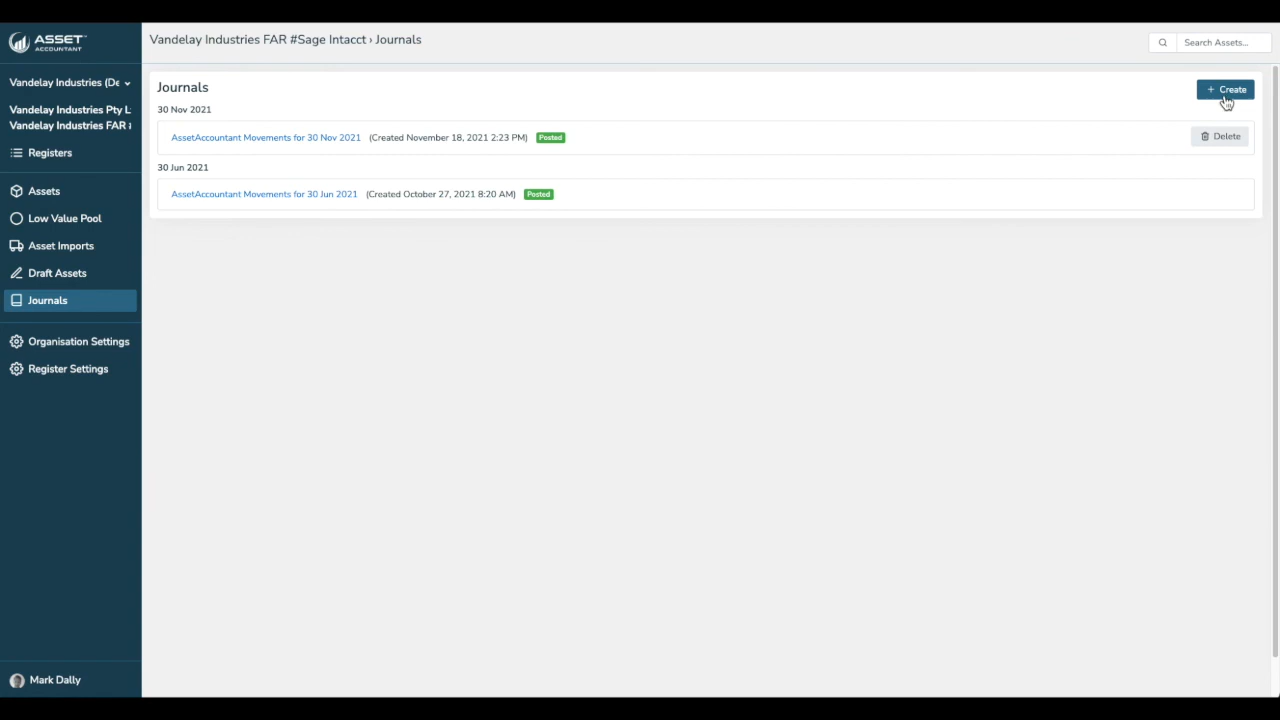 ASSET™
ACCOUNTANT
Vandelay Industries FAR #Sage Intacct › Journals
Search Assets...
Vandelay Industries (De
Vandelay Industries Pty L
Vandelay Industries FAR
Registers
Assets
Low Value Pool
Asset Imports
Draft Assets
Journals
Organisation Settings
Register Settings
Mark Dally
Journals
+ Create
30 Nov 2021
AssetAccountant Movements for 30 Nov 2021 (Created November 18, 2021 2:23 PM) Posted
Delete
30 Jun 2021
AssetAccountant Movements for 30 Jun 2021 (Created October 27, 2021 8:20 AM) Posted